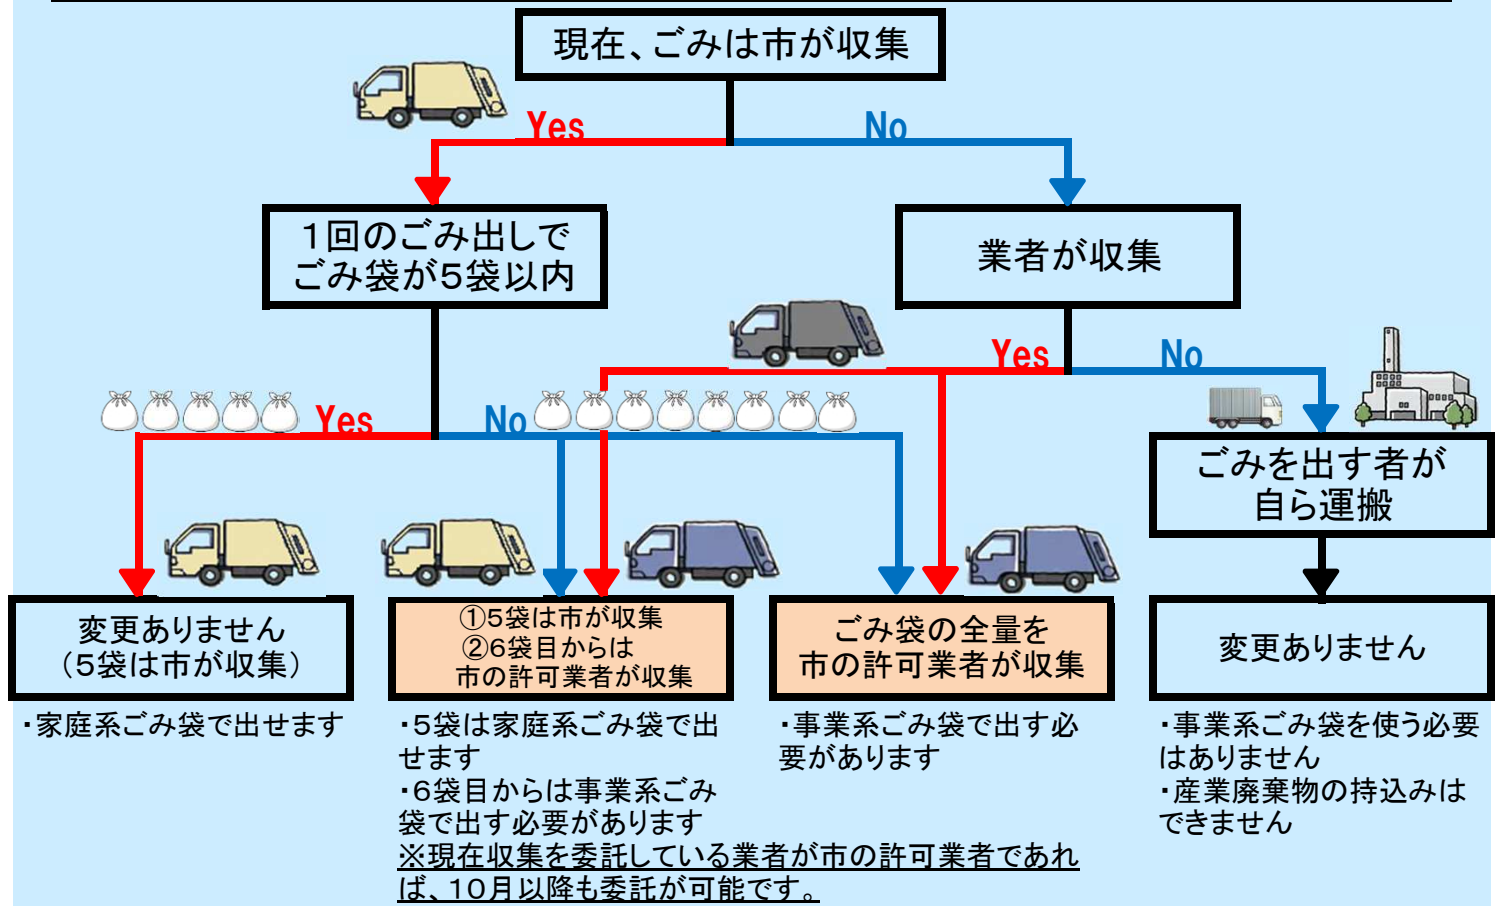 現在、ごみは市が収集
Yes
No
１回のごみ出しで
ごみ袋が５袋以内
業者が収集
Yes
No
Yes
No
ごみを出す者が
自ら運搬
変更ありません
（５袋は市が収集）
①５袋は市が収集
②６袋目からは
市の許可業者が収集
ごみ袋の全量を
市の許可業者が収集
変更ありません
・家庭系ごみ袋で出せます
・５袋は家庭系ごみ袋で出
せます
・６袋目からは事業系ごみ
袋で出す必要があります
※現在収集を委託している業者が市の許可業者であれ
ば、１０月以降も委託が可能です。
・事業系ごみ袋で出す必
要があります
・事業系ごみ袋を使う必要
はありません
・産業廃棄物の持込みは
できません